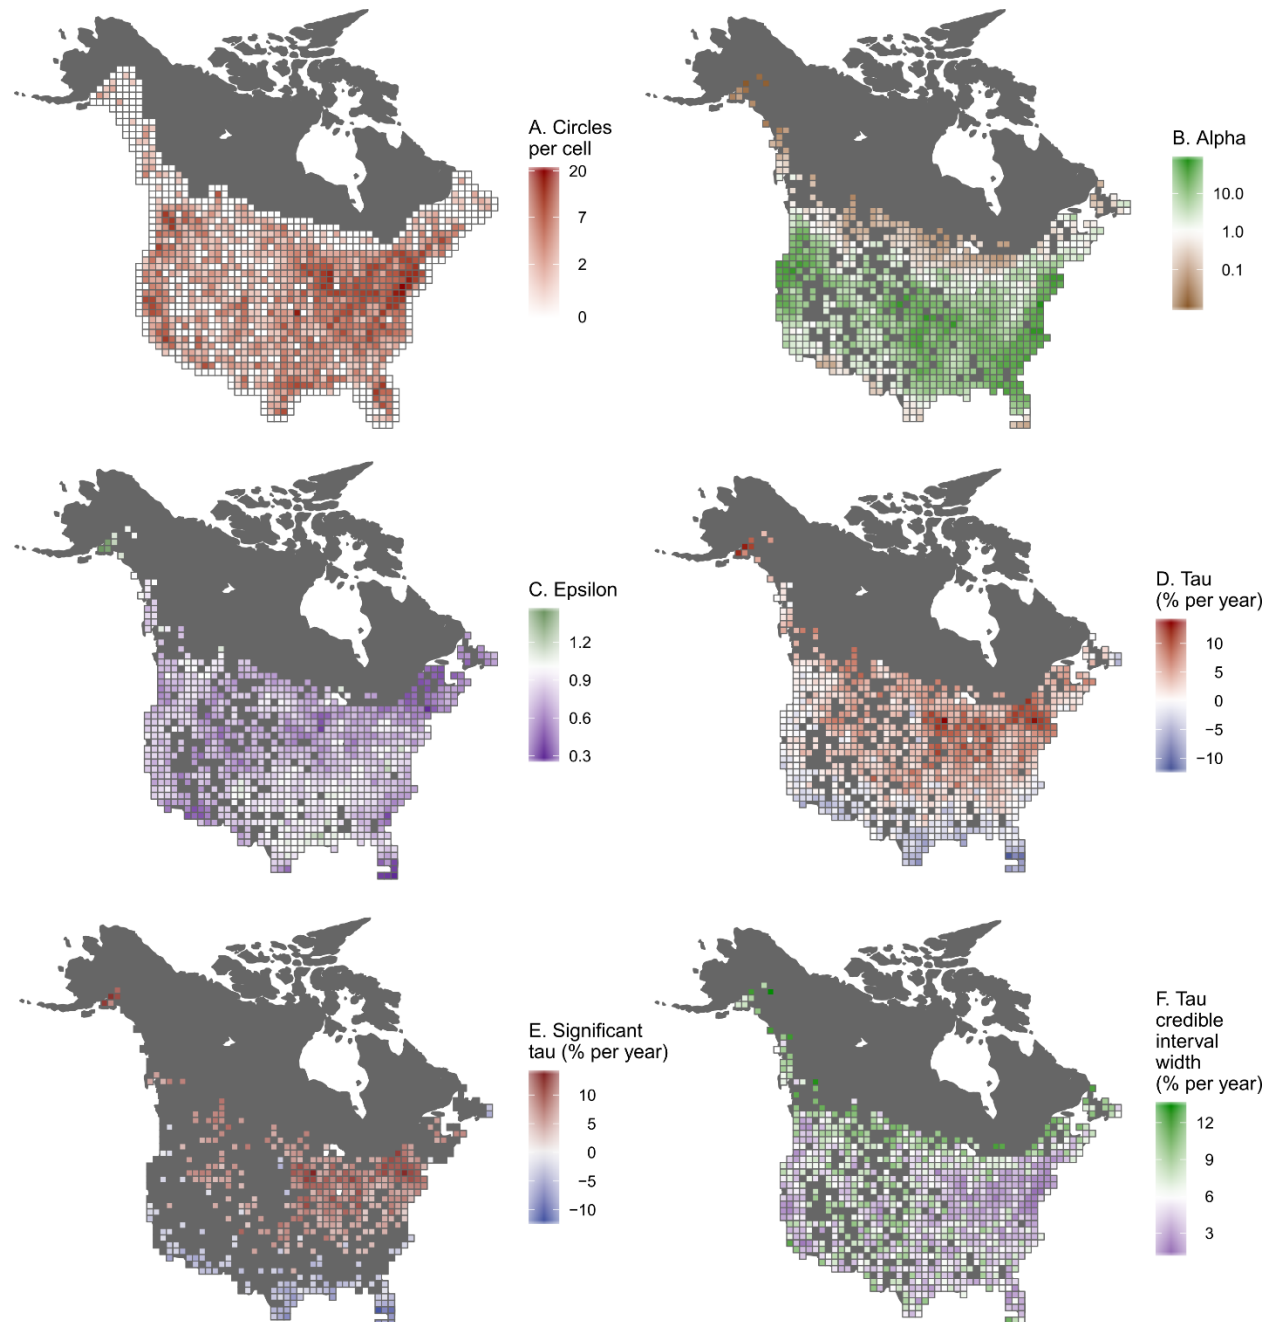 A. Circles
per cell
20
7
2
0
B. Alpha
10.0
1.0
0.1
C. Epsilon
1.2
0.9
0.6
0.3
D. Tau
(% per year)
10
5
0
−5
−10
E. Significant
tau (% per year)
10
5
0
−5
−10
F. Tau
credible
interval
width
(% per year)
12
9
6
3